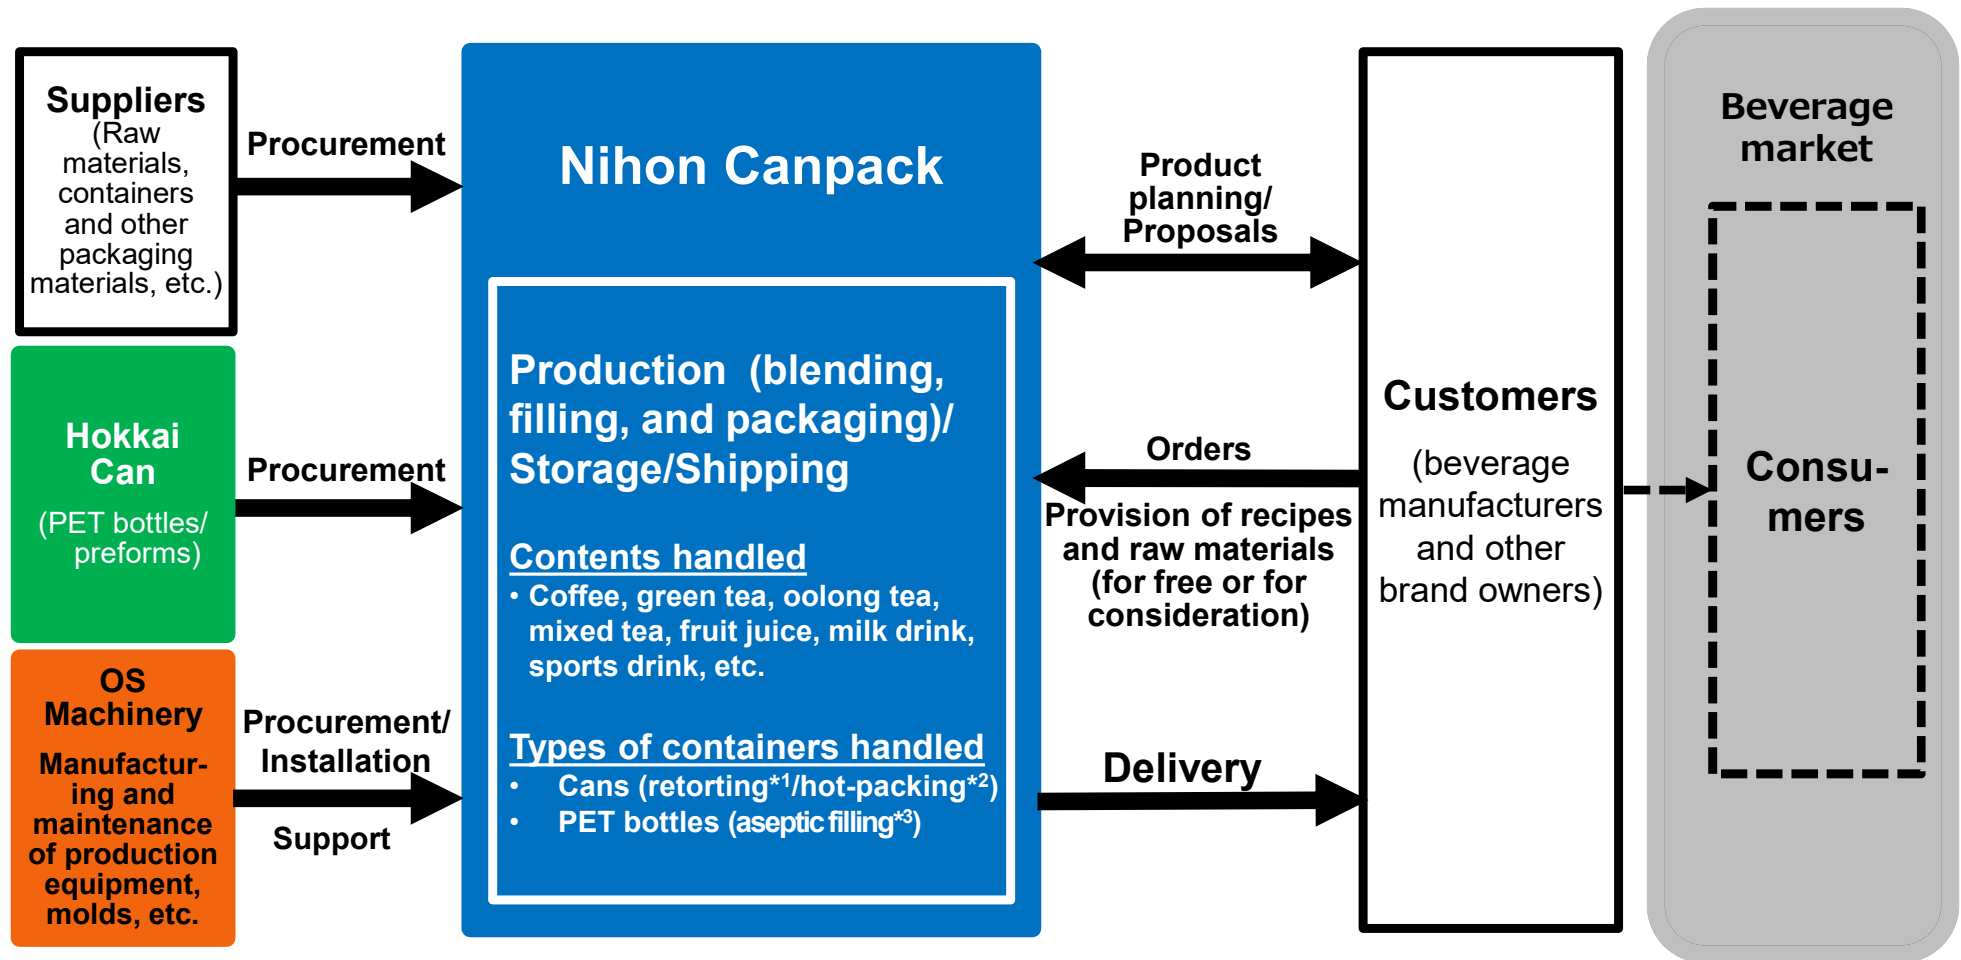 Suppliers
(Raw
materials,
containers
and other
packaging
materials, etc.)
Procurement
Hokkai
Can
(PET bottles/
preforms)
Procurement
OS
Machinery
Manufactur-
ing and
maintenance
of production
equipment,
molds, etc.
Procurement/
Installation
Support
Nihon Canpack
Production (blending,
filling, and packaging)/
Storage/Shipping
Contents handled
• Coffee, green tea, oolong tea,
mixed tea, fruit juice, milk drink,
sports drink, etc.
Types of containers handled
• Cans (retorting*1/hot-packing*2)
• PET bottles (aseptic filling*3)
Product
planning/
Proposals
Orders
Provision of recipes
and raw materials
(for free or for
consideration)
Delivery
Customers
(beverage
manufacturers
and other
brand owners)
Beverage
market
Consu-
mers